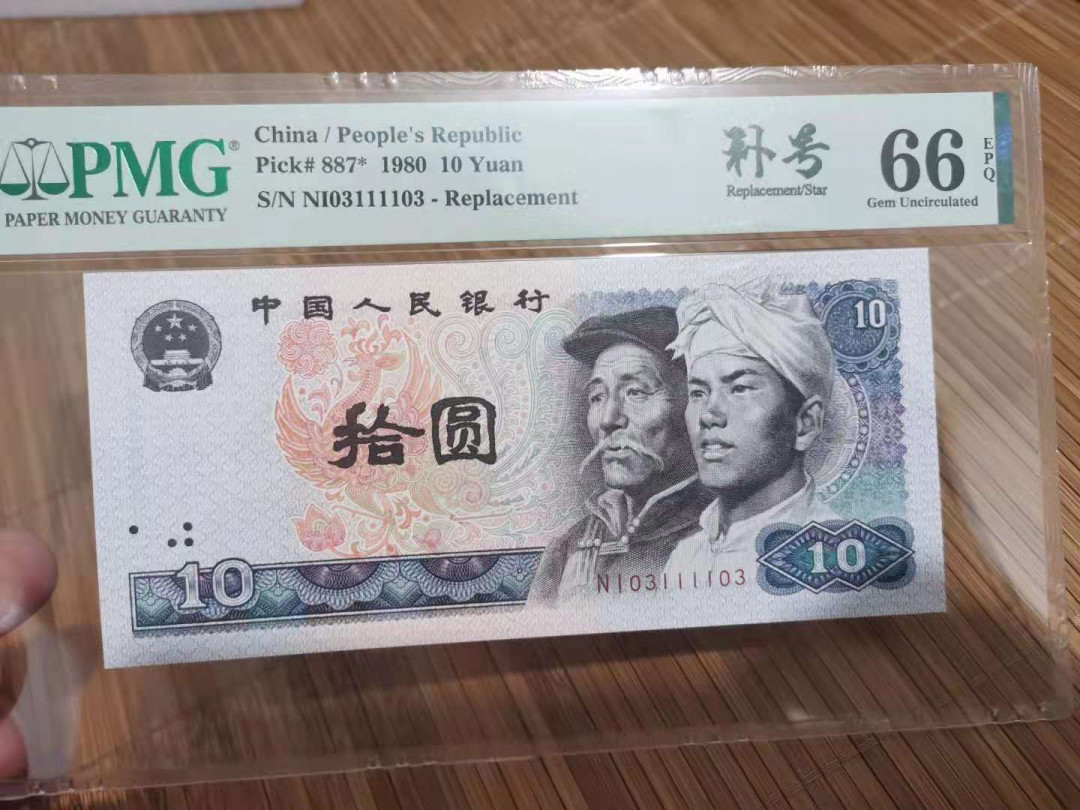 PMG®
PAPER MONEY GUARANTY
China / People's Republic
Pick# 887* 1980 10 Yuan
S/N NI03111103 - Replacement
补号
Replacement/Star
66
EPQ
Gem Uncirculated
中国人民银行
10
拾圆
10
NI03111103
10